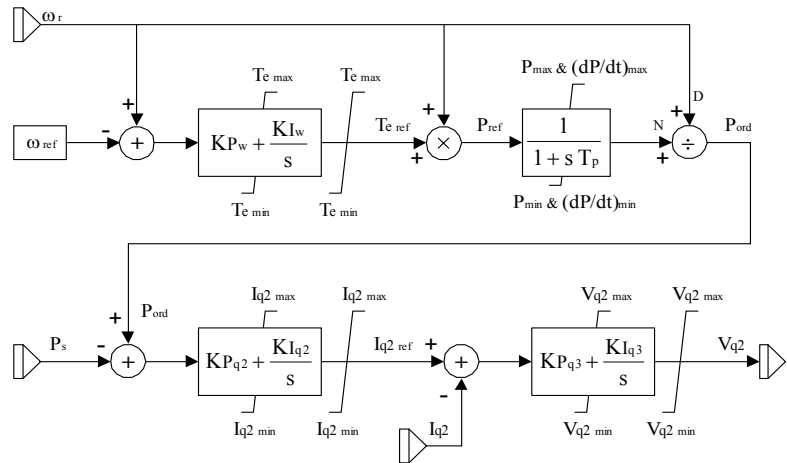 ω r
Te max
Te max
Pmax & (dP/dt)max
+
+
+
D
- +
KPw + KIw
s
Te ref
+
×
Pref
1
1 + s Tp
N
+
÷
Pord
ω ref
Te min
Te min
Pmin & (dP/dt)min
Iq2 max
Iq2 max
Vq2 max
Vq2 max
+
Pord
Ps
- +
KPq2 + KIq2
s
Iq2 ref
+
+
KPq3 + KIq3
s
Vq2
-
Iq2 min
Iq2 min
Iq2
Vq2 min
Vq2 min